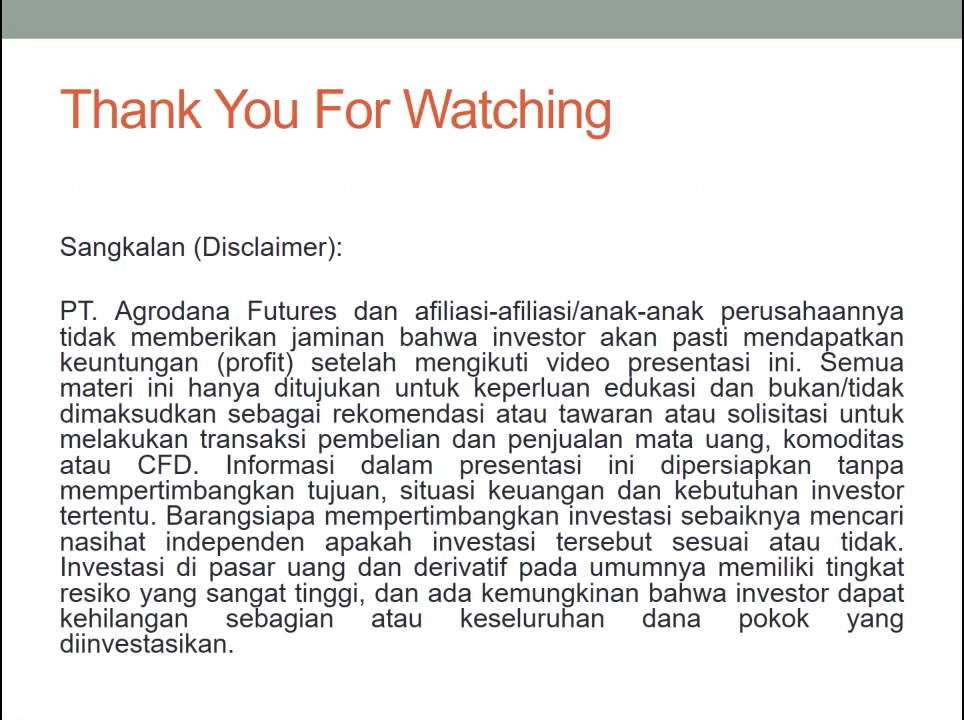 Thank You For Watching
Sangkalan (Disclaimer):
PT. Agrodana Futures dan afiliasi-afiliasi/anak-anak perusahaannya
tidak memberikan jaminan bahwa investor akan pasti mendapatkan
keuntungan (profit) setelah mengikuti video presentasi ini. Semua
materi ini hanya ditujukan untuk keperluan edukasi dan bukan/tidak
dimaksudkan sebagai rekomendasi atau tawaran atau solisitasi untuk
melakukan transaksi pembelian dan penjualan mata uang, komoditas
atau CFD. Informasi dalam presentasi ini dipersiapkan tanpa
mempertimbangkan tujuan, situasi keuangan dan kebutuhan investor
tertentu. Barangsiapa mempertimbangkan investasi sebaiknya mencari
nasihat independen apakah investasi tersebut sesuai atau tidak.
Investasi di pasar uang dan derivatif pada umumnya memiliki tingkat
resiko yang sangat tinggi, dan ada kemungkinan bahwa investor dapat
kehilangan sebagian atau keseluruhan dana pokok yang
diinvestasikan.